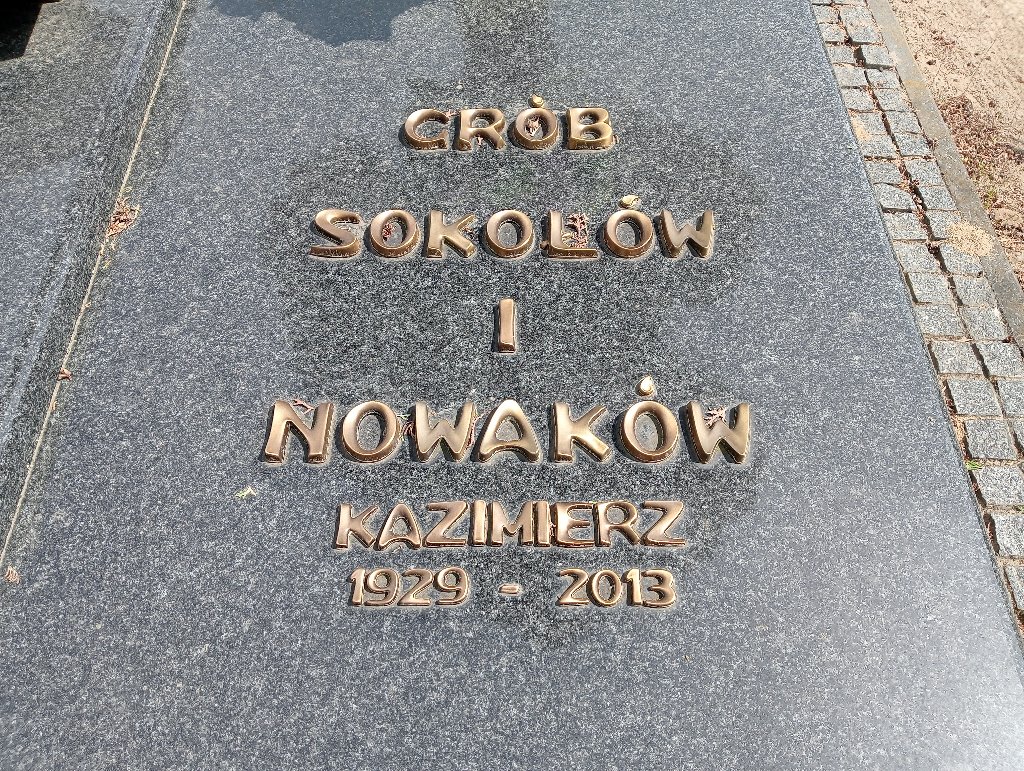 GRÓB
SOKOŁÓW
I
NOWAKÓW
KAZIMIERZ
1929 - 2013